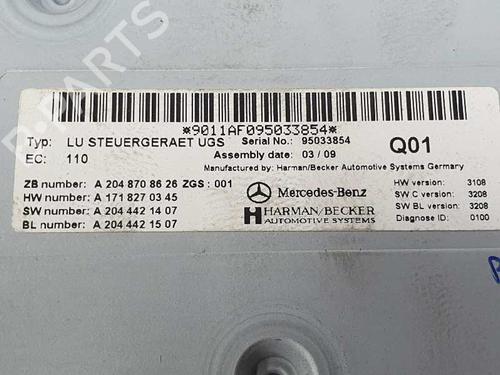 *9011AF095033854*
Typ: LU STEUERGERAET UGS Serial No.: 95033854 Q01
EC: 110 Assembly date: 03 / 09
Manufactured by: Harman/Becker Automotive Systems Germany
ZB number: A 204 870 86 26 ZGS : 001 Mercedes-Benz HW version: 3108
HW number: A 171 827 03 45 SW C version: 3208
SW number: A 204 442 14 07 HARMAN/BECKER SW BL version: 3208
BL number: A 204 442 15 07 AUTOMOTIVE SYSTEMS Diagnose ID: 0100